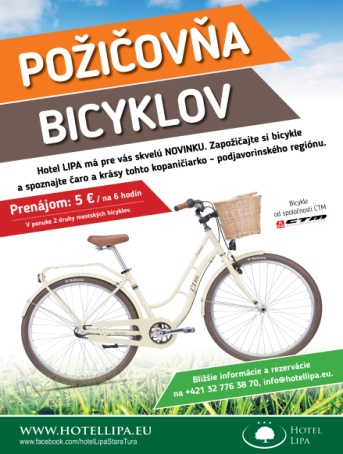 POŽIČOVŇA
BICYKLOV
Hotel LIPA má pre vás skvelú NOVINKU. Zapožičajte si bicykle
a spoznajte čaro a krásy tohto kopaničiarko – podjavorinského regiónu.
Prenájom: 5 € / na 6 hodín
V ponuke 2 druhy mestských bicyklov.
Bicykle
od spoločnosti CTM
CTM
Bližšie informácie a rezervácie
na +421 32 776 38 70, info@hotellipa.eu.
WWW.HOTELLIPA.EU
www.facebook.com/hotelLipaStaraTura
HOTEL
LIPA